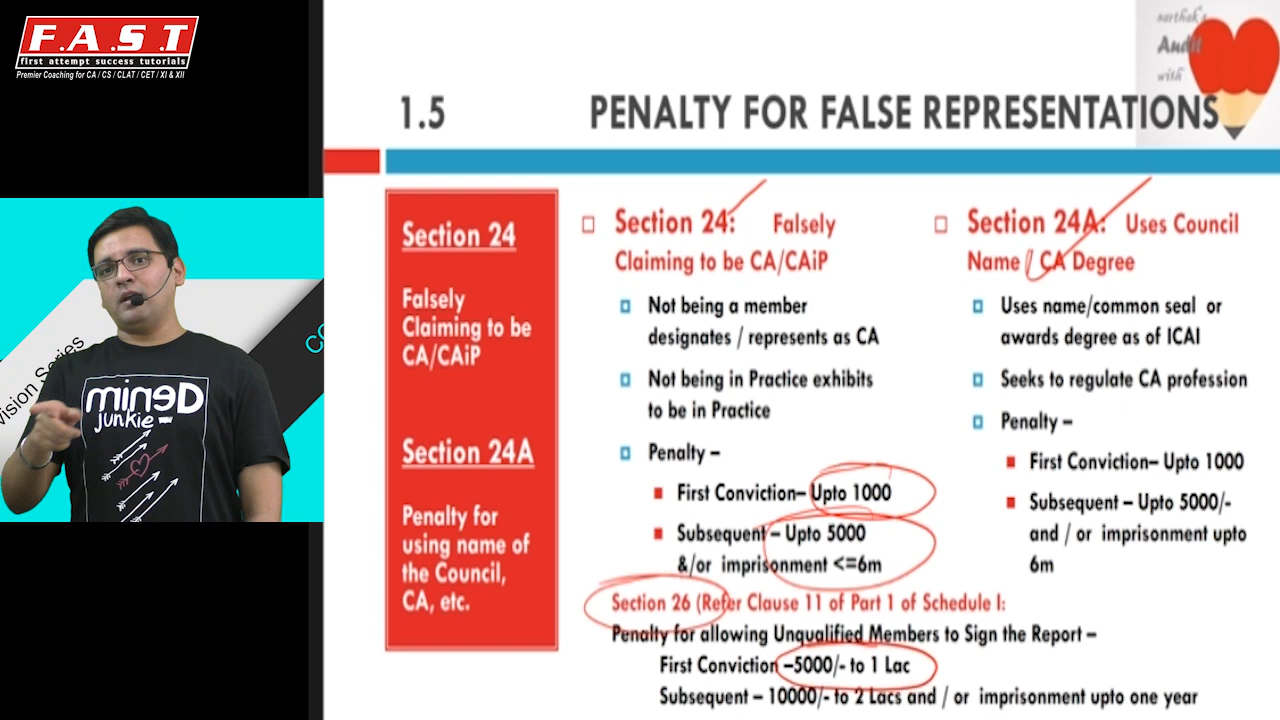 F.A.S.T
first attempt success tutorials
Premier Coaching for CA / CS / CLAT / CET / XI & XII
sarthak's
Audit
with
1.5 PENALTY FOR FALSE REPRESENTATIONS
Section 24
Falsely
Claiming to be
CA/CAiP
Section 24A
Penalty for
using name of
the Council,
CA, etc.
Section 24: Falsely
Claiming to be CA/CAiP
Not being a member
designates / represents as CA
Not being in Practice exhibits
to be in Practice
Penalty –
First Conviction– Upto 1000
Subsequent – Upto 5000
&/or imprisonment <=6m
Section 24A: Uses Council
Name / CA Degree
Uses name/common seal or
awards degree as of ICAI
Seeks to regulate CA profession
Penalty –
First Conviction– Upto 1000
Subsequent – Upto 5000/-
and / or imprisonment upto
6m
Section 26 (Refer Clause 11 of Part 1 of Schedule I:
Penalty for allowing Unqualified Members to Sign the Report –
First Conviction –5000/- to 1 Lac
Subsequent – 10000/- to 2 Lacs and / or imprisonment upto one year
vision Series
CO
mineD
junkie